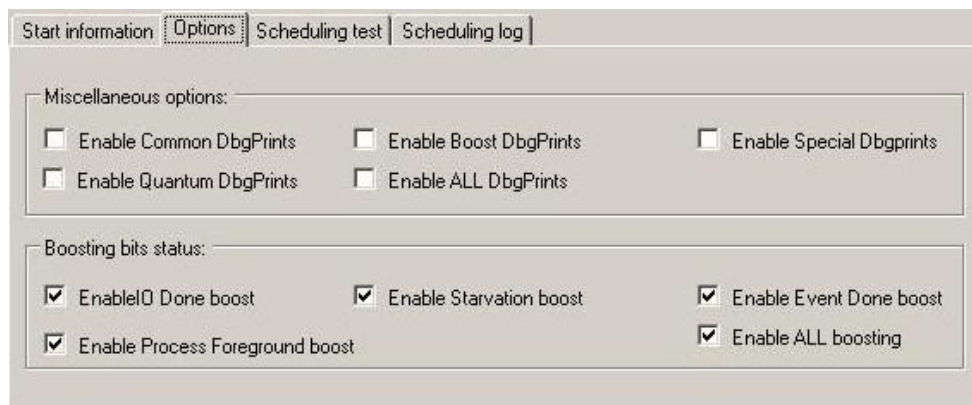 Start information Options Scheduling test Scheduling log
Miscellaneous options:
Enable Common DbgPrints Enable Boost DbgPrints Enable Special Dbgprints
Enable Quantum DbgPrints Enable ALL DbgPrints
Boosting bits status:
EnableIO Done boost Enable Starvation boost Enable Event Done boost
Enable Process Foreground boost Enable ALL boosting